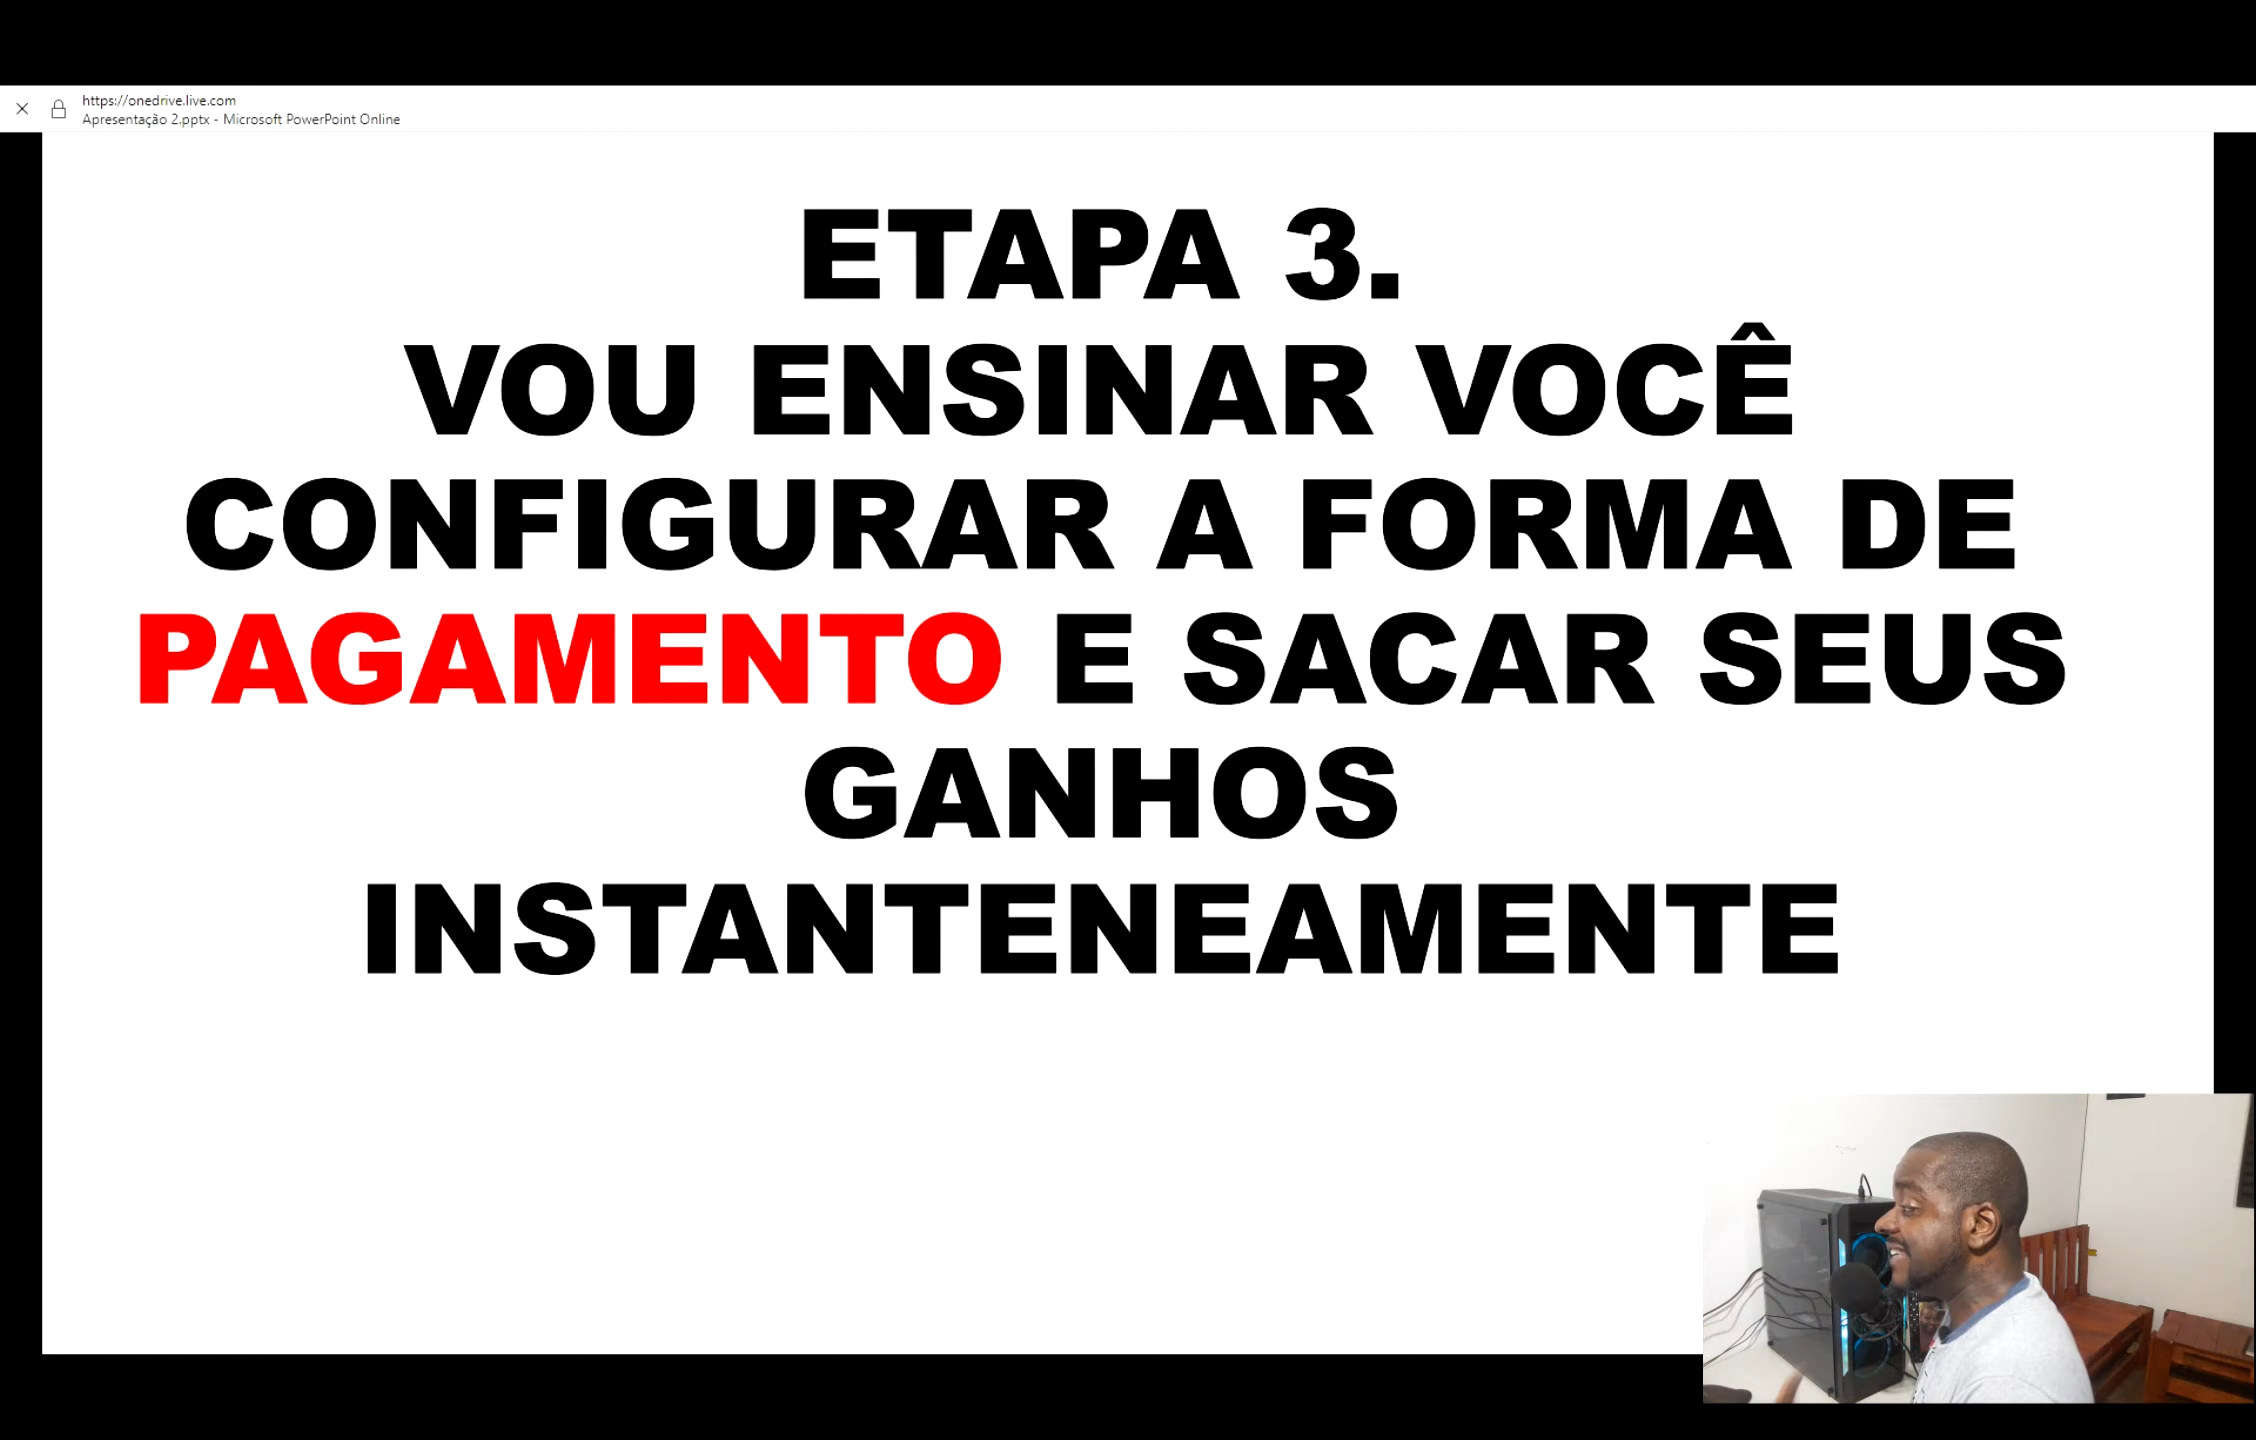 https://onedrive.live.com
Apresentação 2.pptx - Microsoft PowerPoint Online
ETAPA 3.
VOU ENSINAR VOCÊ
CONFIGURAR A FORMA DE
PAGAMENTO E SACAR SEUS
GANHOS
INSTANTENEAMENTE